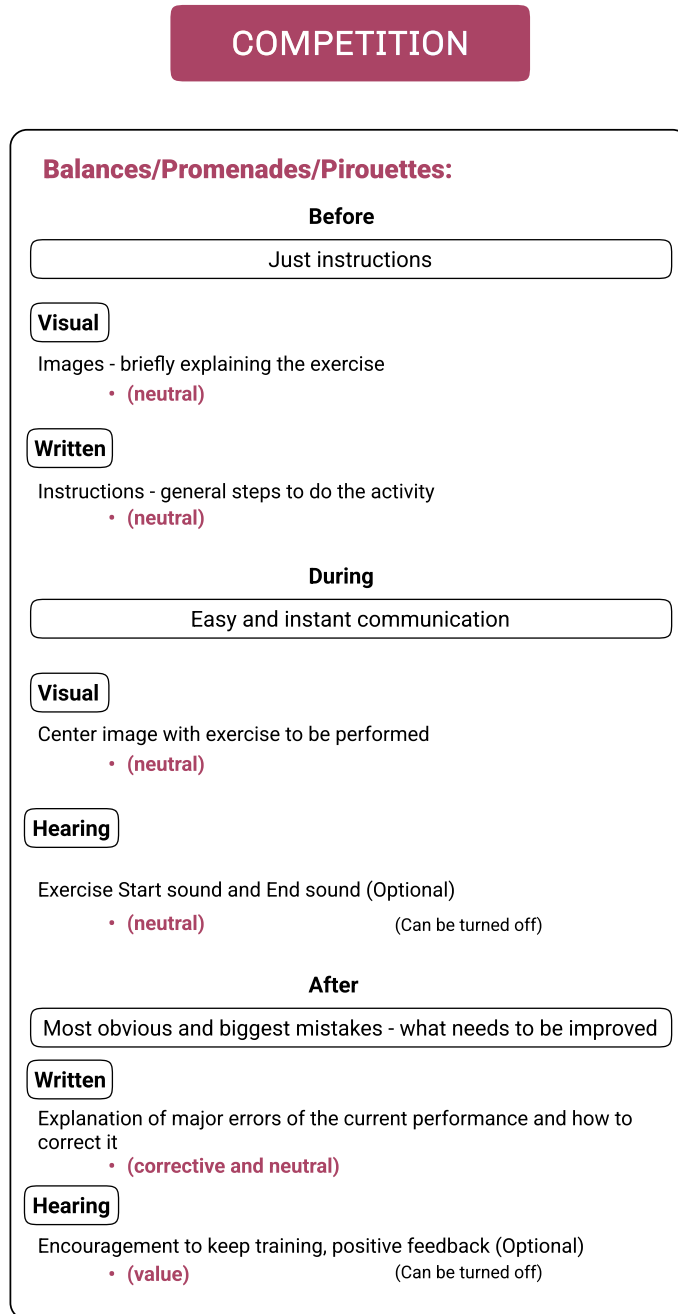 COMPETITION
Balances/Promenades/Pirouettes:
Before
Just instructions
Visual
Images - briefly explaining the exercise
• (neutral)
Written
Instructions - general steps to do the activity
• (neutral)
During
Easy and instant communication
Visual
Center image with exercise to be performed
• (neutral)
Hearing
Exercise Start sound and End sound (Optional)
• (neutral) (Can be turned off)
After
Most obvious and biggest mistakes - what needs to be improved
Written
Explanation of major errors of the current performance and how to
correct it
• (corrective and neutral)
Hearing
Encouragement to keep training, positive feedback (Optional)
• (value) (Can be turned off)